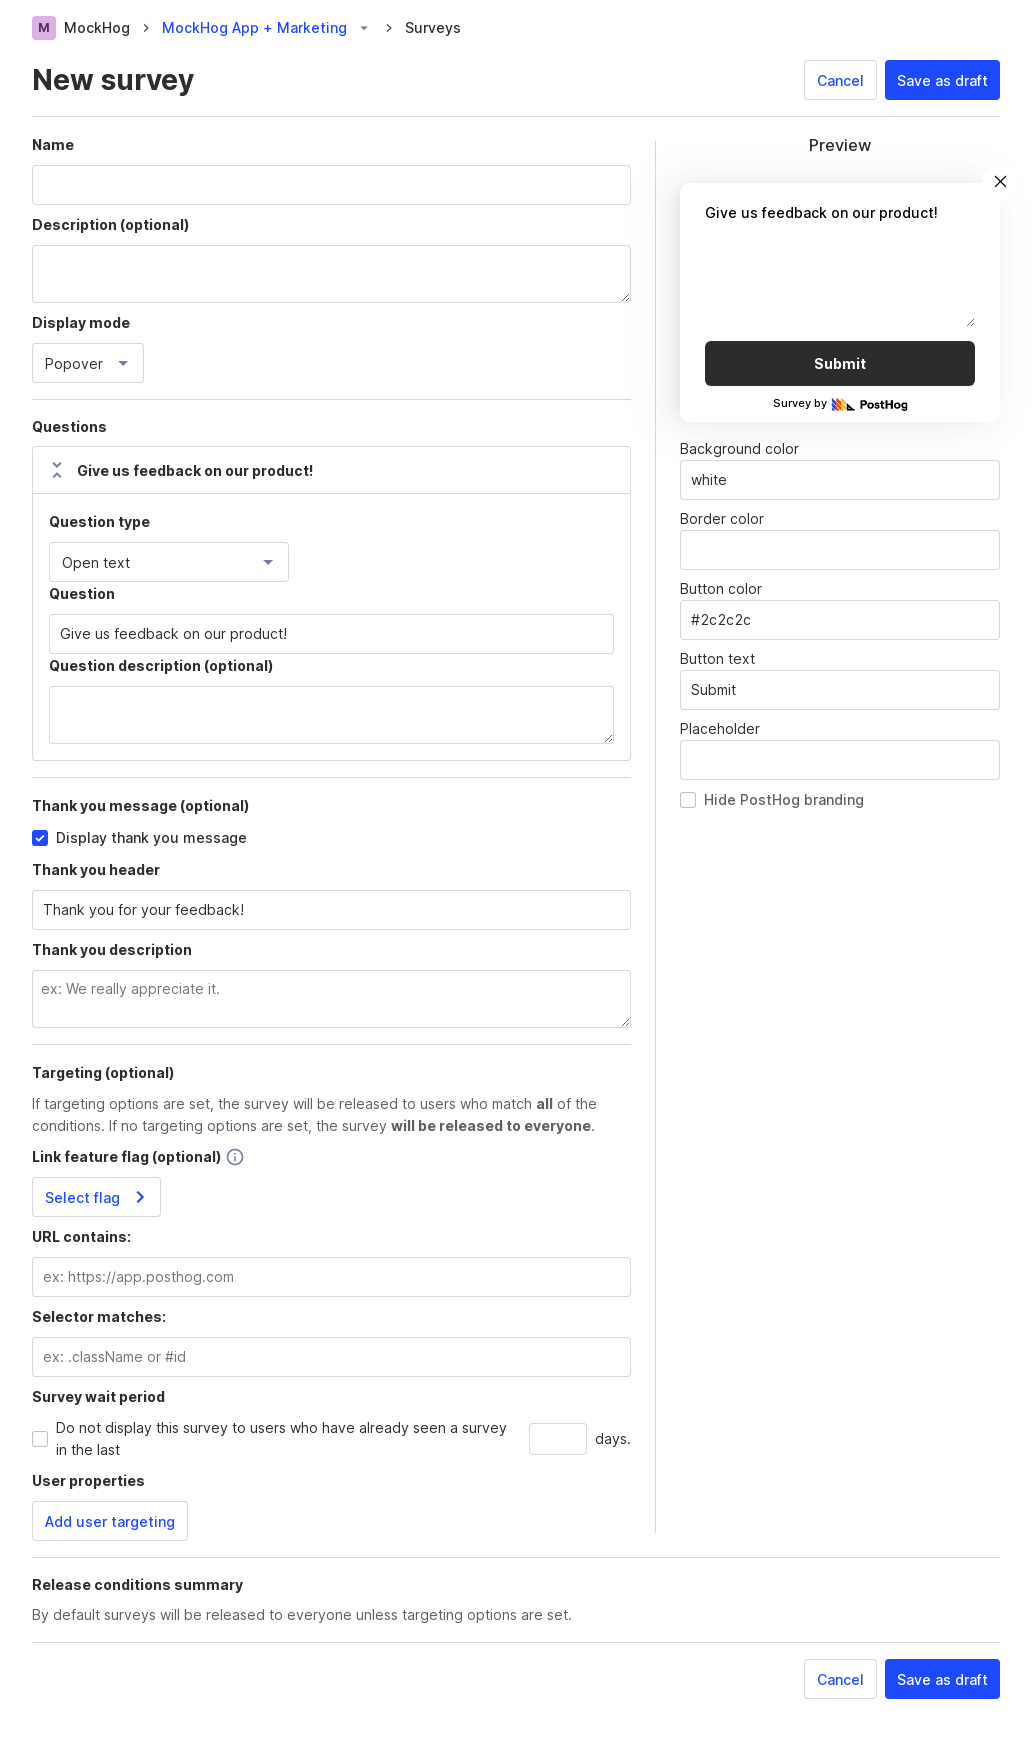 M MockHog MockHog App + Marketing Surveys
New survey
Cancel Save as draft
Name
Description (optional)
Display mode
Popover
Questions
Give us feedback on our product!
Question type
Open text
Question
Give us feedback on our product!
Question description (optional)
Thank you message (optional)
Display thank you message
Thank you header
Thank you for your feedback!
Thank you description
ex: We really appreciate it.
Targeting (optional)
If targeting options are set, the survey will be released to users who match all of the
conditions. If no targeting options are set, the survey will be released to everyone.
Link feature flag (optional)
Select flag
URL contains:
ex: https://app.posthog.com
Selector matches:
ex: .className or #id
Survey wait period
Do not display this survey to users who have already seen a survey
in the last
days.
User properties
Add user targeting
Preview
Give us feedback on our product!
Submit
Survey by PostHog
Background color
white
Border color
Button color
#2c2c2c
Button text
Submit
Placeholder
Hide PostHog branding
Release conditions summary
By default surveys will be released to everyone unless targeting options are set.
Cancel Save as draft